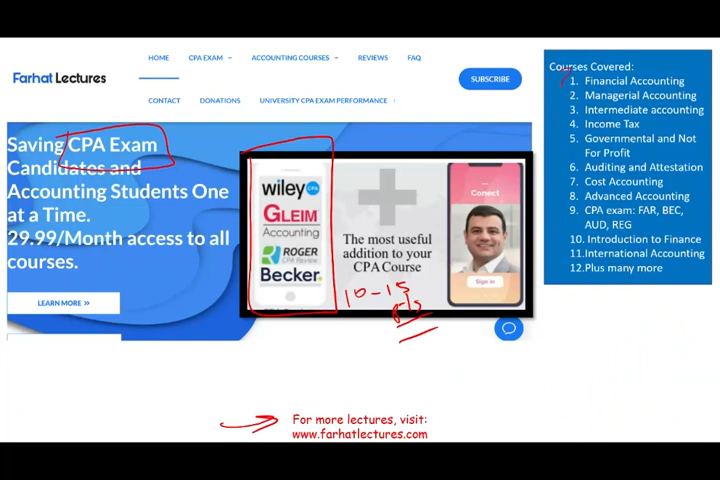 HOME
CPA EXAM
ACCOUNTING COURSES
REVIEWS
FAQ
Farhat Lectures
SUBSCRIBE
CONTACT
DONATIONS
UNIVERSITY CPA EXAM PERFORMANCE
Saving CPA Exam
Candidates and
Accounting Students One
at a Time.
29.99/Month access to all
courses.
LEARN MORE
wiley CPA
GLEIM
Accounting
ROGER
CPA Review
Becker.
The most useful
addition to your
CPA Course
Conect
Sign in
10-15
Courses Covered:
1. Financial Accounting
2. Managerial Accounting
3. Intermediate accounting
4. Income Tax
5. Governmental and Not
For Profit
6. Auditing and Attestation
7. Cost Accounting
8. Advanced Accounting
9. CPA exam: FAR, BEC,
AUD, REG
10. Introduction to Finance
11.International Accounting
12.Plus many more
For more lectures, visit:
www.farhatlectures.com